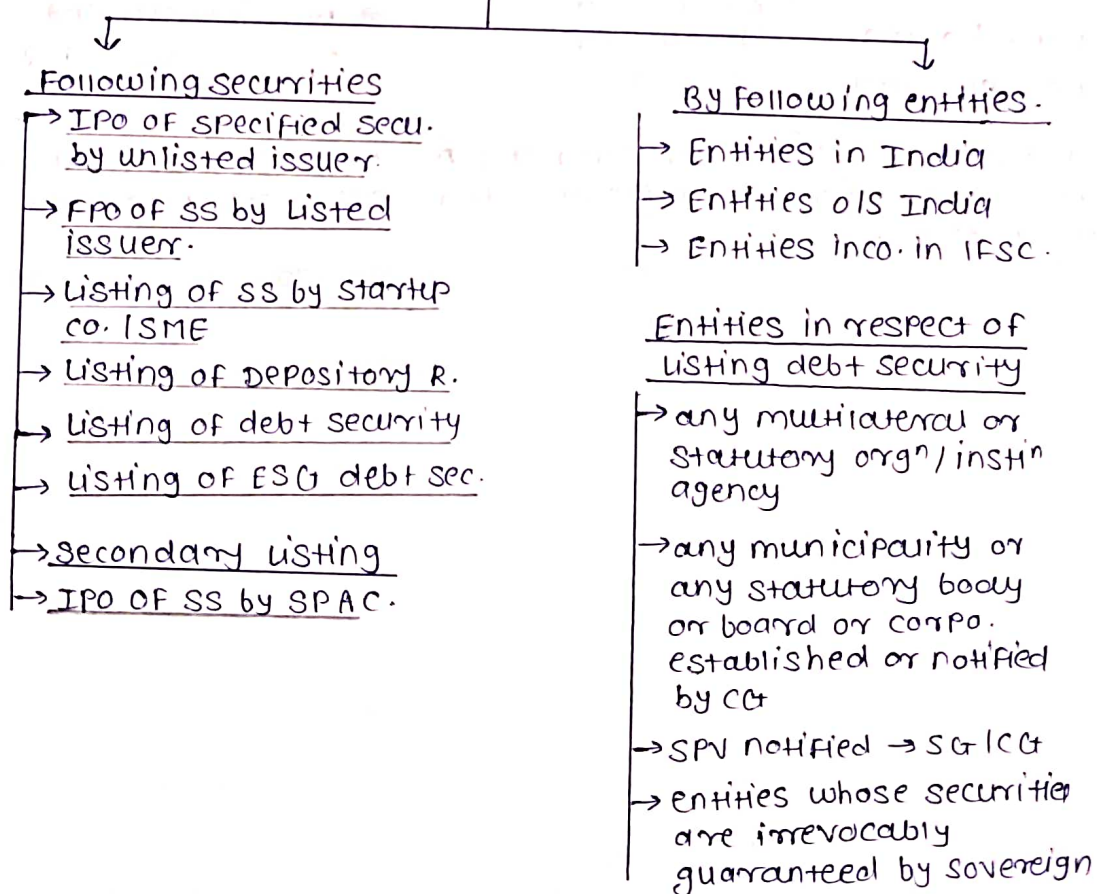 Following securities
→ IPO OF specified secu.
by unlisted issuer.
→ FPO OF SS by Listed
issuer.
→ Listing of SS by Startup
co. / SME
→ Listing of Depository R.
→ Listing of debt security
→ Listing of ESG debt sec.
→ Secondary Listing
→ IPO OF SS by SPAC.
By Following entities.
→ Entities in India
→ Entities o/s India
→ Entities inco. in IFSC.
Entities in respect of
Listing debt security
→ any multilateral or
Statutory orgⁿ / instiⁿ
agency
→ any municipality or
any statutory body
or board or corpo.
established or notified
by CG
→ SPV notified → SG / CG
→ entities whose securities
are irrevocably
guaranteed by sovereign